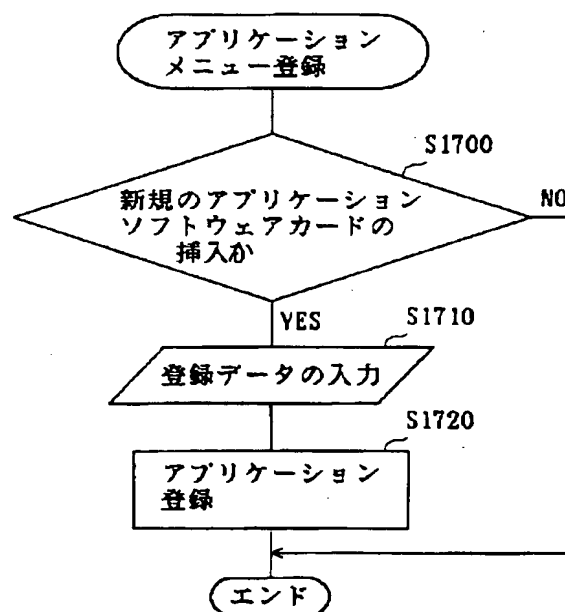 アプリケーション
メニュー登録
S1700
新規のアプリケーション
ソフトウェアカードの
挿入か
NO
YES
S1710
登録データの入力
S1720
アプリケーション
登録
エンド